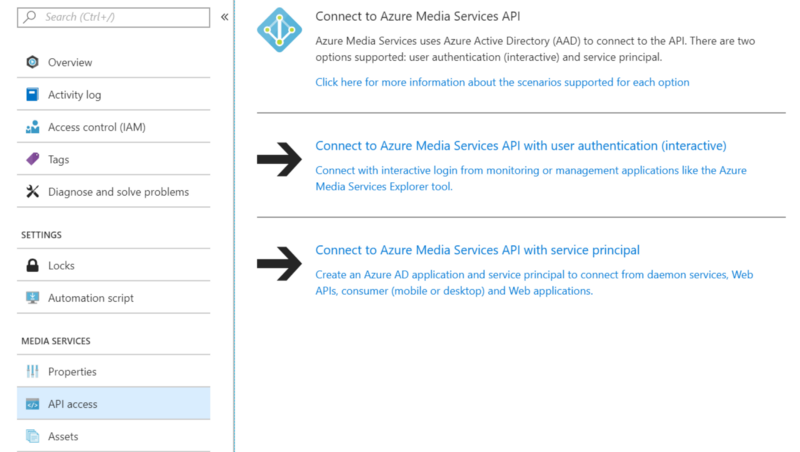 Search (Ctrl+/)
«
Overview
Activity log
Access control (IAM)
Tags
Diagnose and solve problems
SETTINGS
Locks
Automation script
MEDIA SERVICES
Properties
API access
Assets
Connect to Azure Media Services API
Azure Media Services uses Azure Active Directory (AAD) to connect to the API. There are two
options supported: user authentication (interactive) and service principal.
Click here for more information about the scenarios supported for each option
Connect to Azure Media Services API with user authentication (interactive)
Connect with interactive login from monitoring or management applications like the Azure
Media Services Explorer tool.
Connect to Azure Media Services API with service principal
Create an Azure AD application and service principal to connect from daemon services, Web
APIs, consumer (mobile or desktop) and Web applications.